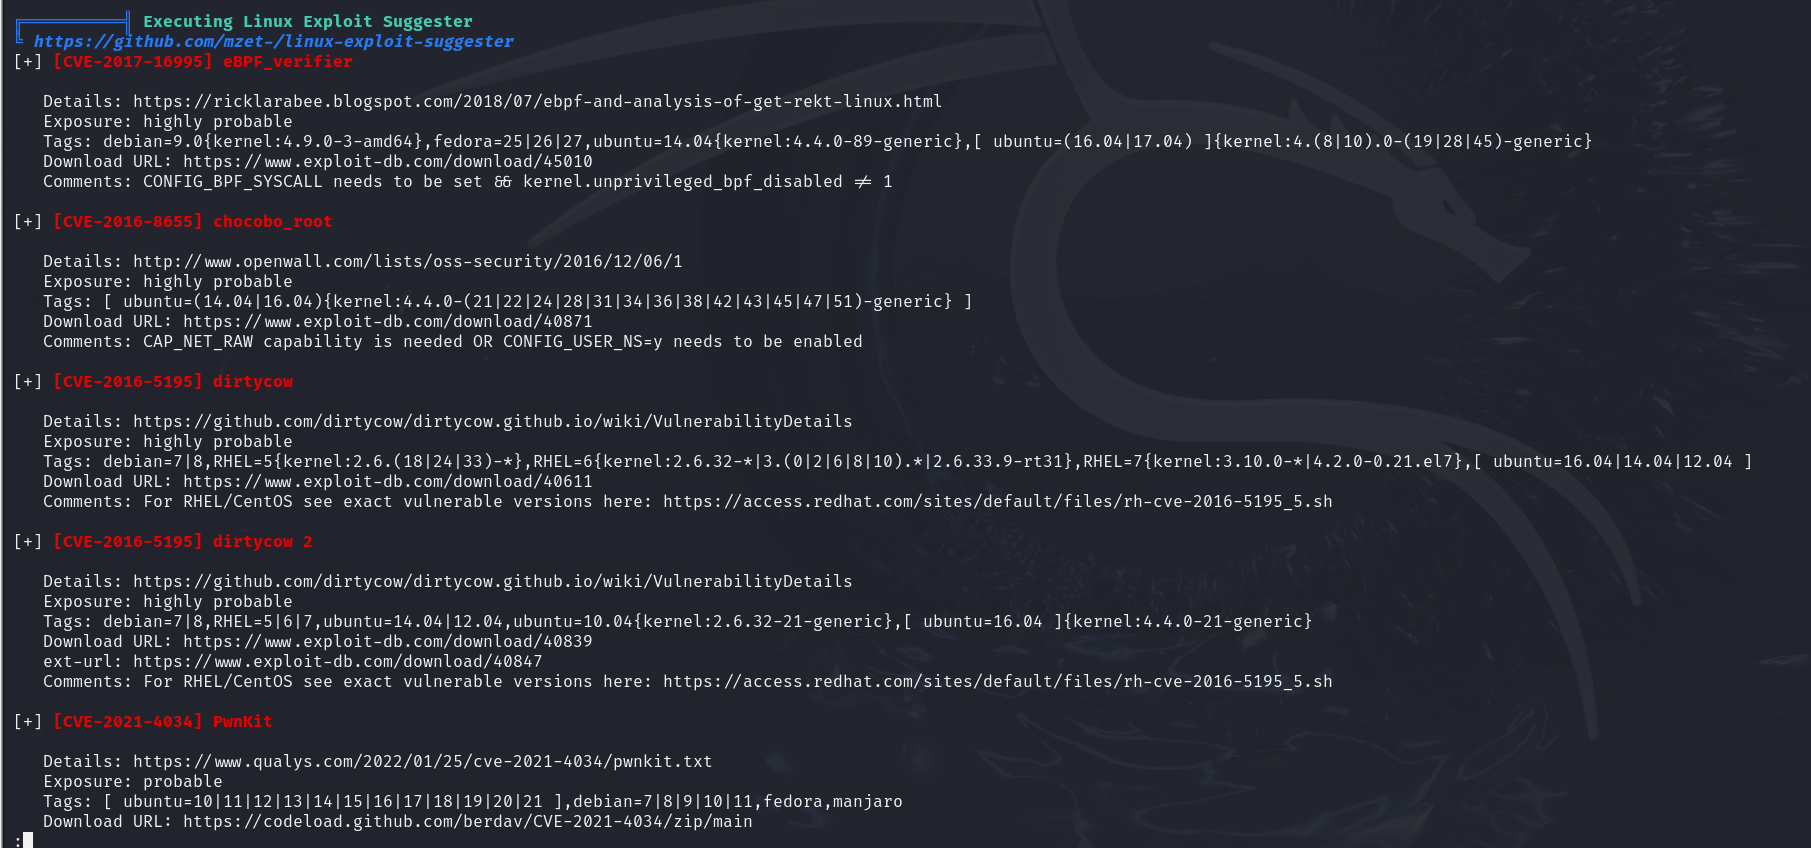 Executing Linux Exploit Suggester
https://github.com/mzet-/linux-exploit-suggester
[+] [CVE-2017-16995] eBPF_verifier
Details: https://ricklarabee.blogspot.com/2018/07/ebpf-and-analysis-of-get-rekt-linux.html
Exposure: highly probable
Tags: debian=9.0{kernel:4.9.0-3-amd64},fedora=25|26|27,ubuntu=14.04{kernel:4.4.0-89-generic},[ ubuntu=(16.04|17.04) ]{kernel:4.(8|10).0-(19|28|45)-generic}
Download URL: https://www.exploit-db.com/download/45010
Comments: CONFIG_BPF_SYSCALL needs to be set && kernel.unprivileged_bpf_disabled != 1
[+] [CVE-2016-8655] chocobo_root
Details: http://www.openwall.com/lists/oss-security/2016/12/06/1
Exposure: highly probable
Tags: [ ubuntu=(14.04|16.04){kernel:4.4.0-(21|22|24|28|31|34|36|38|42|43|45|47|51)-generic} ]
Download URL: https://www.exploit-db.com/download/40871
Comments: CAP_NET_RAW capability is needed OR CONFIG_USER_NS=y needs to be enabled
[+] [CVE-2016-5195] dirtycow
Details: https://github.com/dirtycow/dirtycow.github.io/wiki/VulnerabilityDetails
Exposure: highly probable
Tags: debian=7|8,RHEL=5{kernel:2.6.(18|24|33)-*},RHEL=6{kernel:2.6.32-*|3.(0|2|6|8|10).*|2.6.33.9-rt31},RHEL=7{kernel:3.10.0-*|4.2.0-0.21.el7},[ ubuntu=16.04|14.04|12.04 ]
Download URL: https://www.exploit-db.com/download/40611
Comments: For RHEL/CentOS see exact vulnerable versions here: https://access.redhat.com/sites/default/files/rh-cve-2016-5195_5.sh
[+] [CVE-2016-5195] dirtycow 2
Details: https://github.com/dirtycow/dirtycow.github.io/wiki/VulnerabilityDetails
Exposure: highly probable
Tags: debian=7|8,RHEL=5|6|7,ubuntu=14.04|12.04,ubuntu=10.04{kernel:2.6.32-21-generic},[ ubuntu=16.04 ]{kernel:4.4.0-21-generic}
Download URL: https://www.exploit-db.com/download/40839
ext-url: https://www.exploit-db.com/download/40847
Comments: For RHEL/CentOS see exact vulnerable versions here: https://access.redhat.com/sites/default/files/rh-cve-2016-5195_5.sh
[+] [CVE-2021-4034] PwnKit
Details: https://www.qualys.com/2022/01/25/cve-2021-4034/pwnkit.txt
Exposure: probable
Tags: [ ubuntu=10|11|12|13|14|15|16|17|18|19|20|21 ],debian=7|8|9|10|11,fedora,manjaro
Download URL: https://codeload.github.com/berdav/CVE-2021-4034/zip/main
: